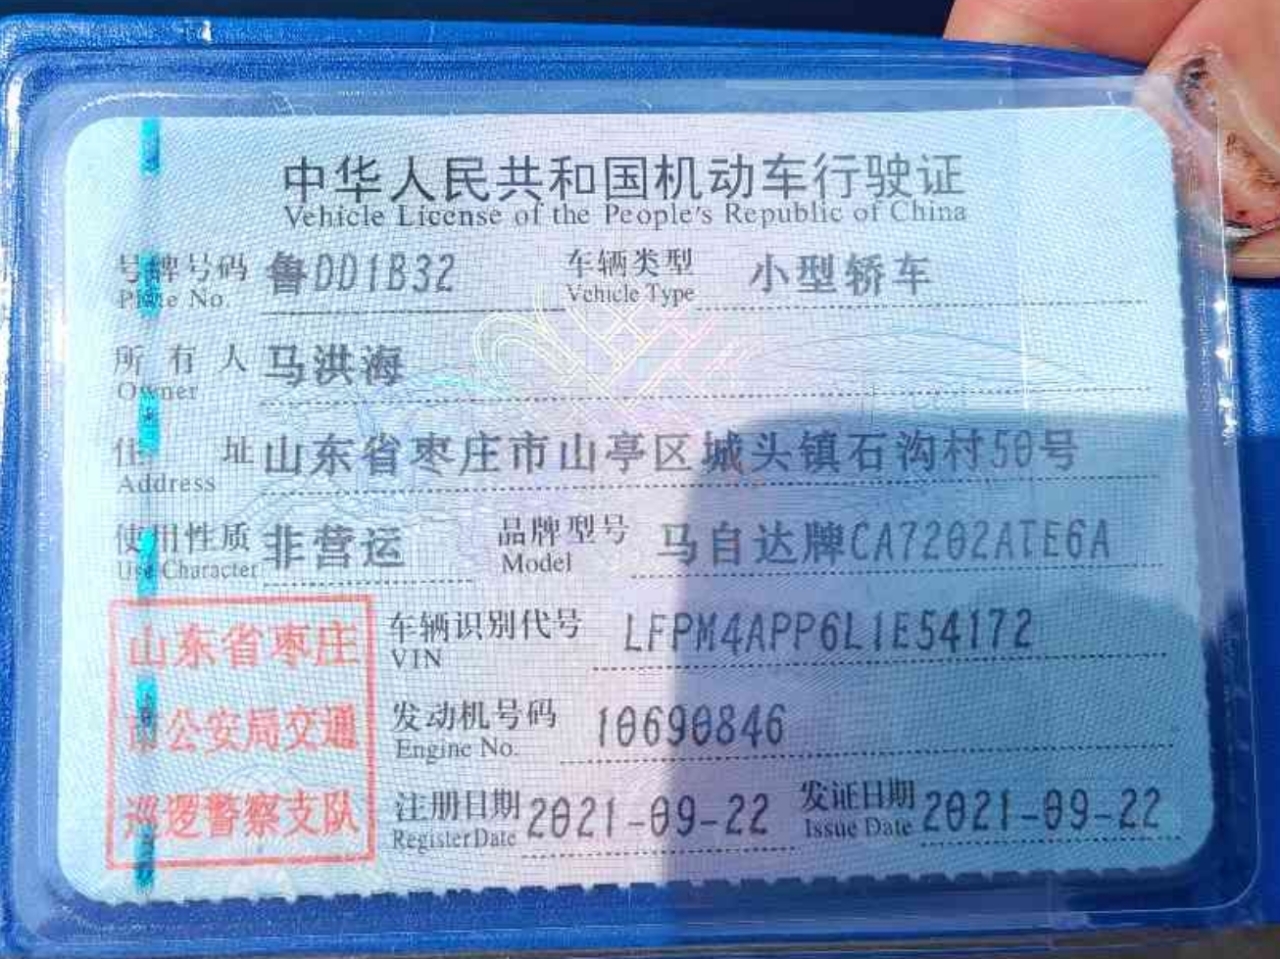 中华人民共和国机动车行驶证
Vehicle License of the People's Republic of China
号牌号码 鲁DD1B32 车辆类型 小型轿车
Plate No. Vehicle Type
所有人 马洪海
Owner
住址 山东省枣庄市山亭区城头镇石沟村50号
Address
使用性质 非营运 品牌型号 马自达牌CA7202ATE6A
Use Character Model
山东省枣庄
市公安局交通
巡逻警察支队
车辆识别代号 LFPM4APP6L1E54172
VIN
发动机号码 10690846
Engine No.
注册日期 2021-09-22 发证日期 2021-09-22
Register Date Issue Date